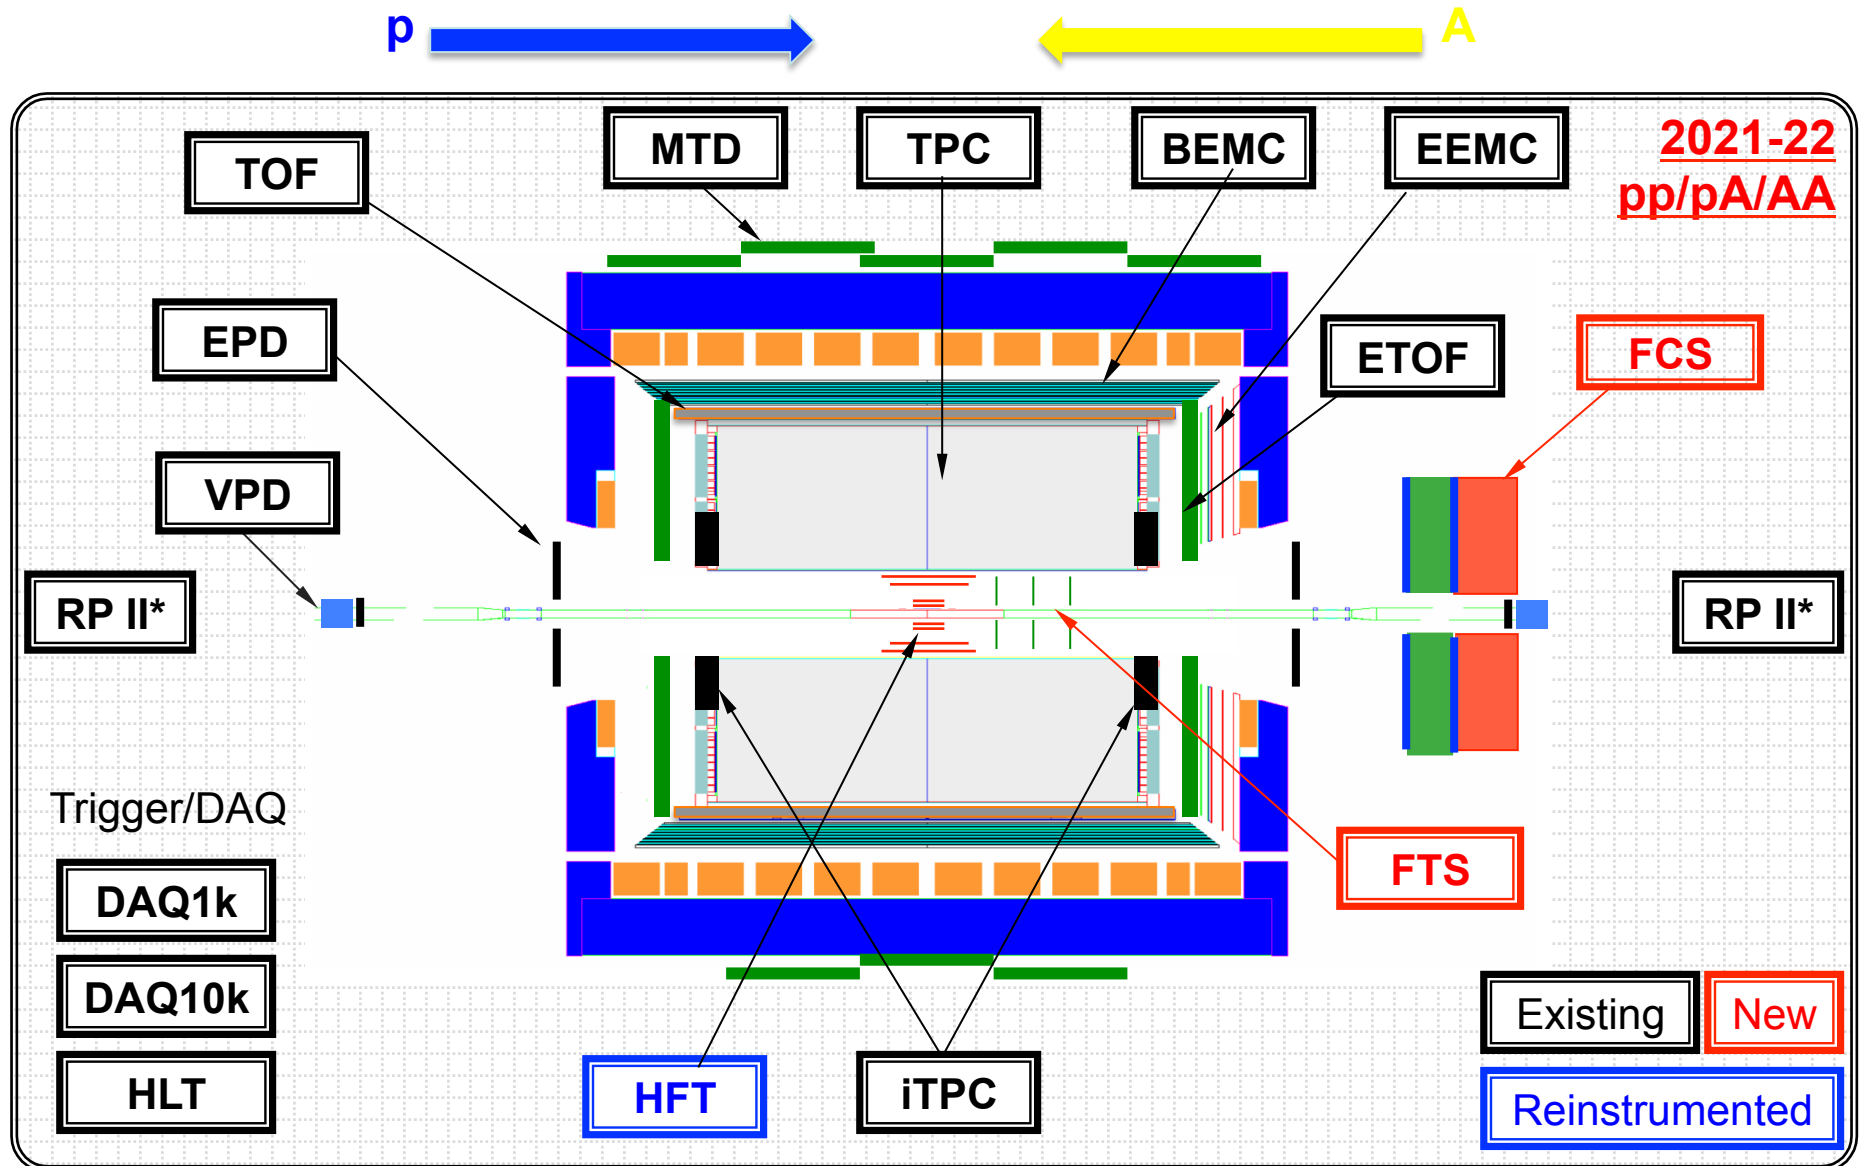 p
A
TOF
MTD
TPC
BEMC
EEMC
2021-22
pp/pA/AA
EPD
ETOF
FCS
VPD
RP II*
RP II*
Trigger/DAQ
DAQ1k
DAQ10k
HLT
HFT
iTPC
FTS
Existing
New
Reinstrumented